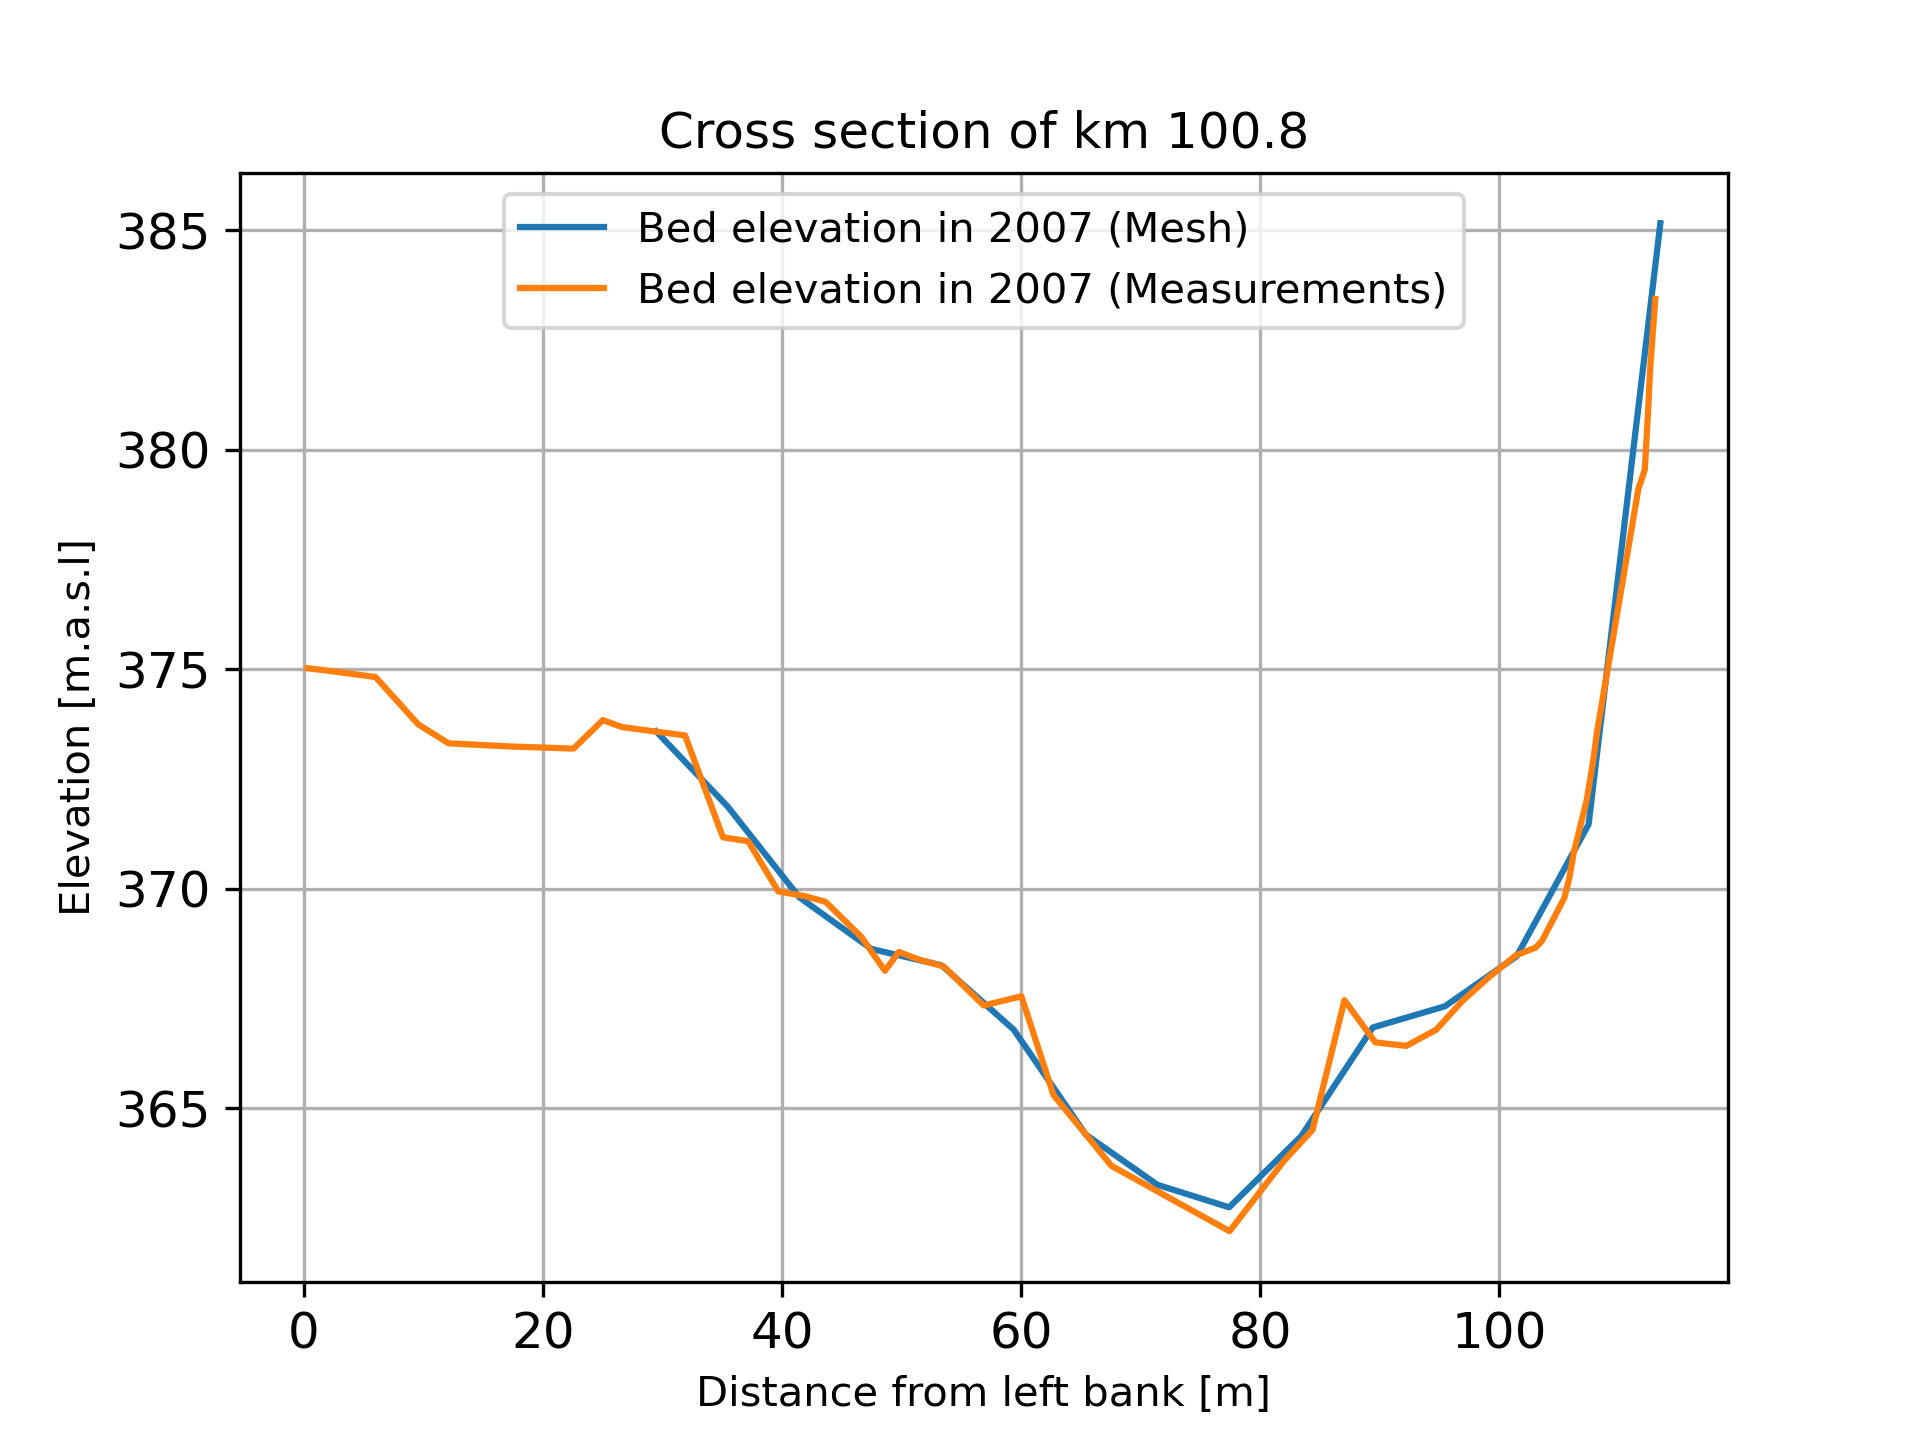 Cross section of km 100.8
Bed elevation in 2007 (Mesh)
Bed elevation in 2007 (Measurements)
385
380
375
370
365
Elevation [m.a.s.l]
0 20 40 60 80 100
Distance from left bank [m]